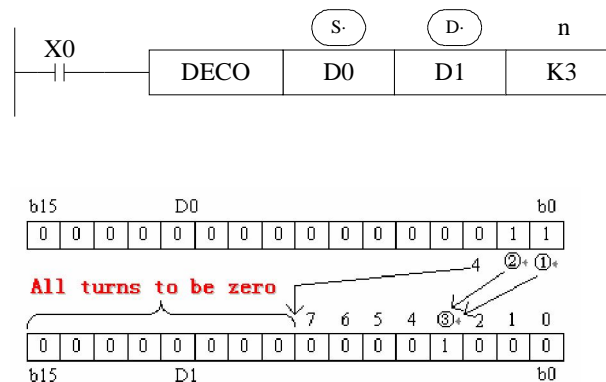 S· D· n
X0
DECO D0 D1 K3
b15 D0 b0
0 0 0 0 0 0 0 0 0 0 0 0 0 0 1 1
4 ② ①
All turns to be zero
7 6 5 4 ③ 2 1 0
0 0 0 0 0 0 0 0 0 0 0 0 1 0 0 0
b15 D1 b0